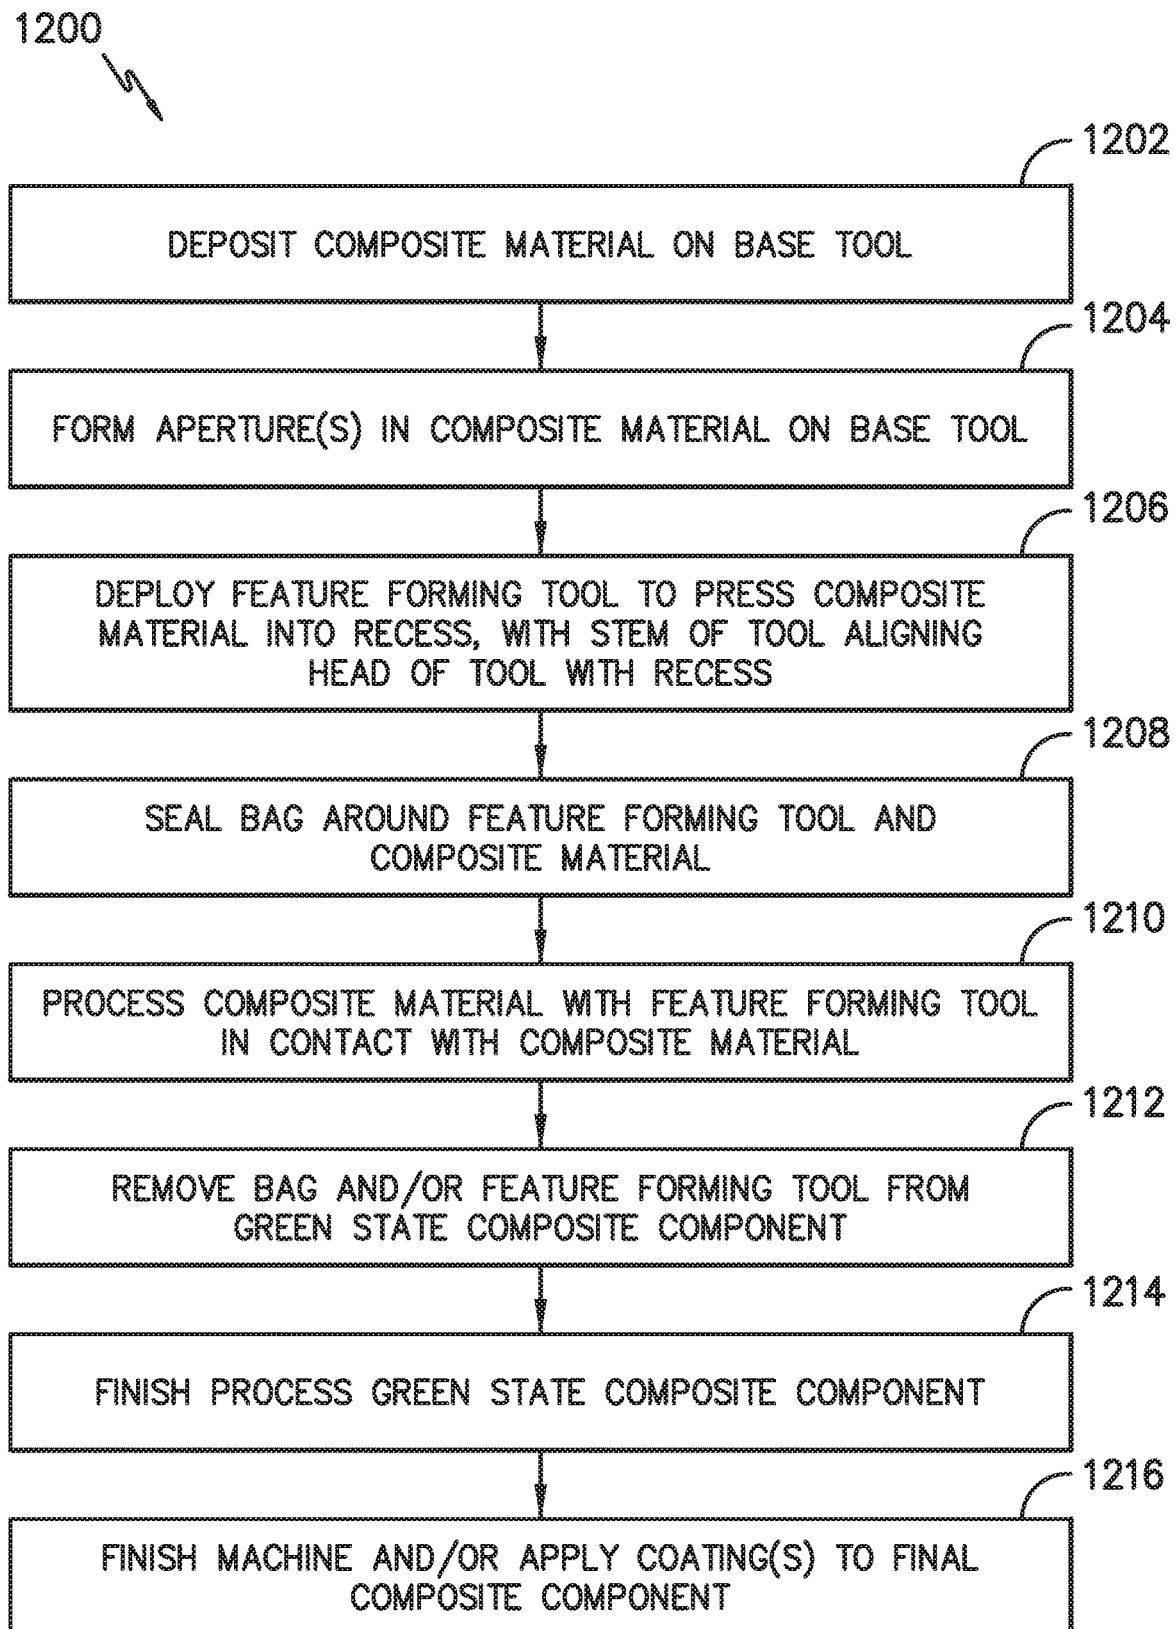 1200
1202
DEPOSIT COMPOSITE MATERIAL ON BASE TOOL
1204
FORM APERTURE(S) IN COMPOSITE MATERIAL ON BASE TOOL
1206
DEPLOY FEATURE FORMING TOOL TO PRESS COMPOSITE
MATERIAL INTO RECESS, WITH STEM OF TOOL ALIGNING
HEAD OF TOOL WITH RECESS
1208
SEAL BAG AROUND FEATURE FORMING TOOL AND
COMPOSITE MATERIAL
1210
PROCESS COMPOSITE MATERIAL WITH FEATURE FORMING TOOL
IN CONTACT WITH COMPOSITE MATERIAL
1212
REMOVE BAG AND/OR FEATURE FORMING TOOL FROM
GREEN STATE COMPOSITE COMPONENT
1214
FINISH PROCESS GREEN STATE COMPOSITE COMPONENT
1216
FINISH MACHINE AND/OR APPLY COATING(S) TO FINAL
COMPOSITE COMPONENT